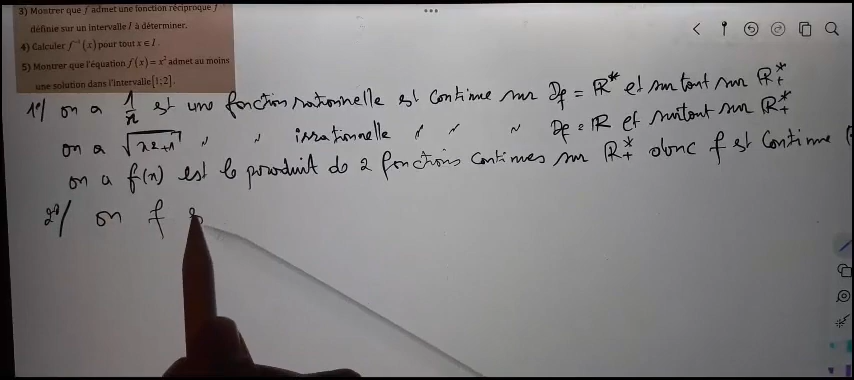 3) Montrer que f admet une fonction réciproque f
définie sur un intervalle I à déterminer.
4) Calculer f⁻¹(x) pour tout x ∈ I.
5) Montrer que l'équation f(x) = x² admet au moins
une solution dans l'intervalle [1;2].
1°/ on a 1/x est une fonction rationnelle est continue sur Df = ℝ* et surtout sur ℝ*₊
on a √(x2+1) " " irrationnelle " " " Df = ℝ et surtout sur ℝ*₊
on a f(x) est le produit de 2 fonctions continues sur ℝ*₊ donc f est continue
2°/ on f